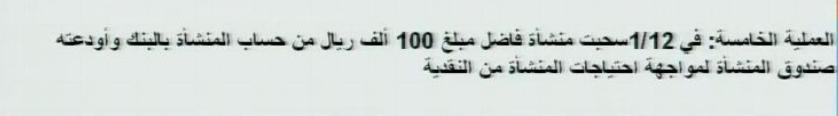 العملية الخامسة: في 1/12سحبت منشأة فاضل مبلغ 100 ألف ريال من حساب المنشأة بالبنك وأودعته
صندوق المنشأة لمواجهة احتياجات المنشأة من النقدية